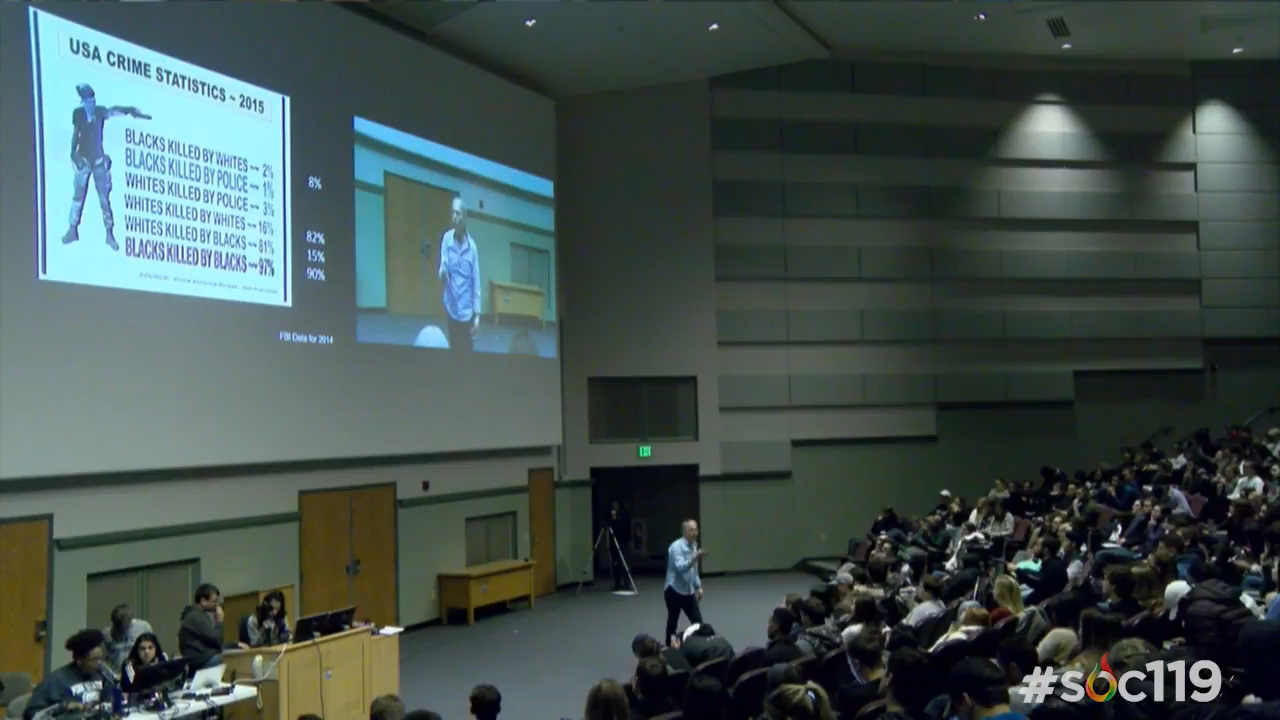 USA CRIME STATISTICS ~ 2015
BLACKS KILLED BY WHITES ~~ 2%
BLACKS KILLED BY POLICE ~~ 1%
WHITES KILLED BY POLICE ~~ 3%
WHITES KILLED BY WHITES ~~ 16%
WHITES KILLED BY BLACKS ~~ 81%
BLACKS KILLED BY BLACKS ~~ 97%
8%
82%
15%
90%
FBI Data for 2014
#soc119